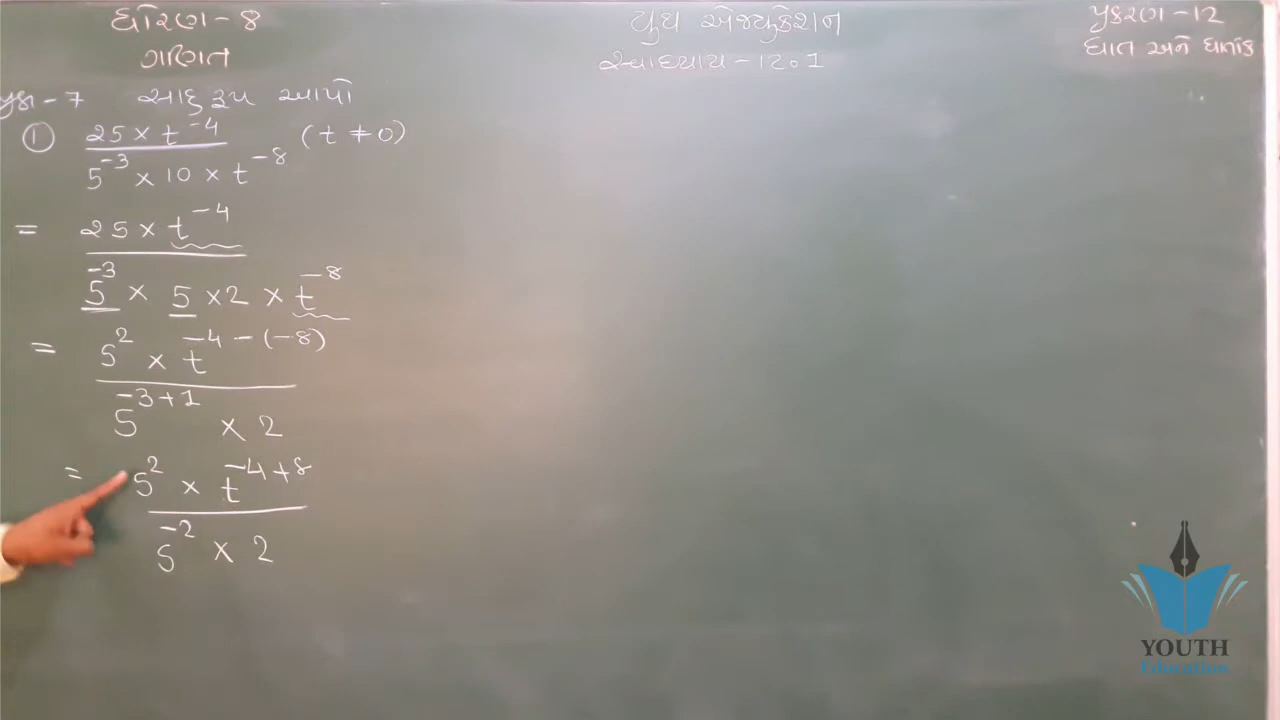 ધોરણ - 8
ગણિત
યુથ એજ્યુકેશન
સ્વાધ્યાય - 12.1
પ્રકરણ - 12
ઘાત અને ઘાતાંક
પ્રશ્ન - 7 સાદુ રૂપ આપો
① 25 × t⁻⁴ (t ≠ 0)
5⁻³ × 10 × t⁻⁸
= 25 × t⁻⁴
5⁻³ × 5 × 2 × t⁻⁸
= 5² × t⁻⁴⁻⁽⁻⁸⁾
5⁻³⁺¹ × 2
= 5² × t⁻⁴⁺⁸
5⁻² × 2
YOUTH
Education